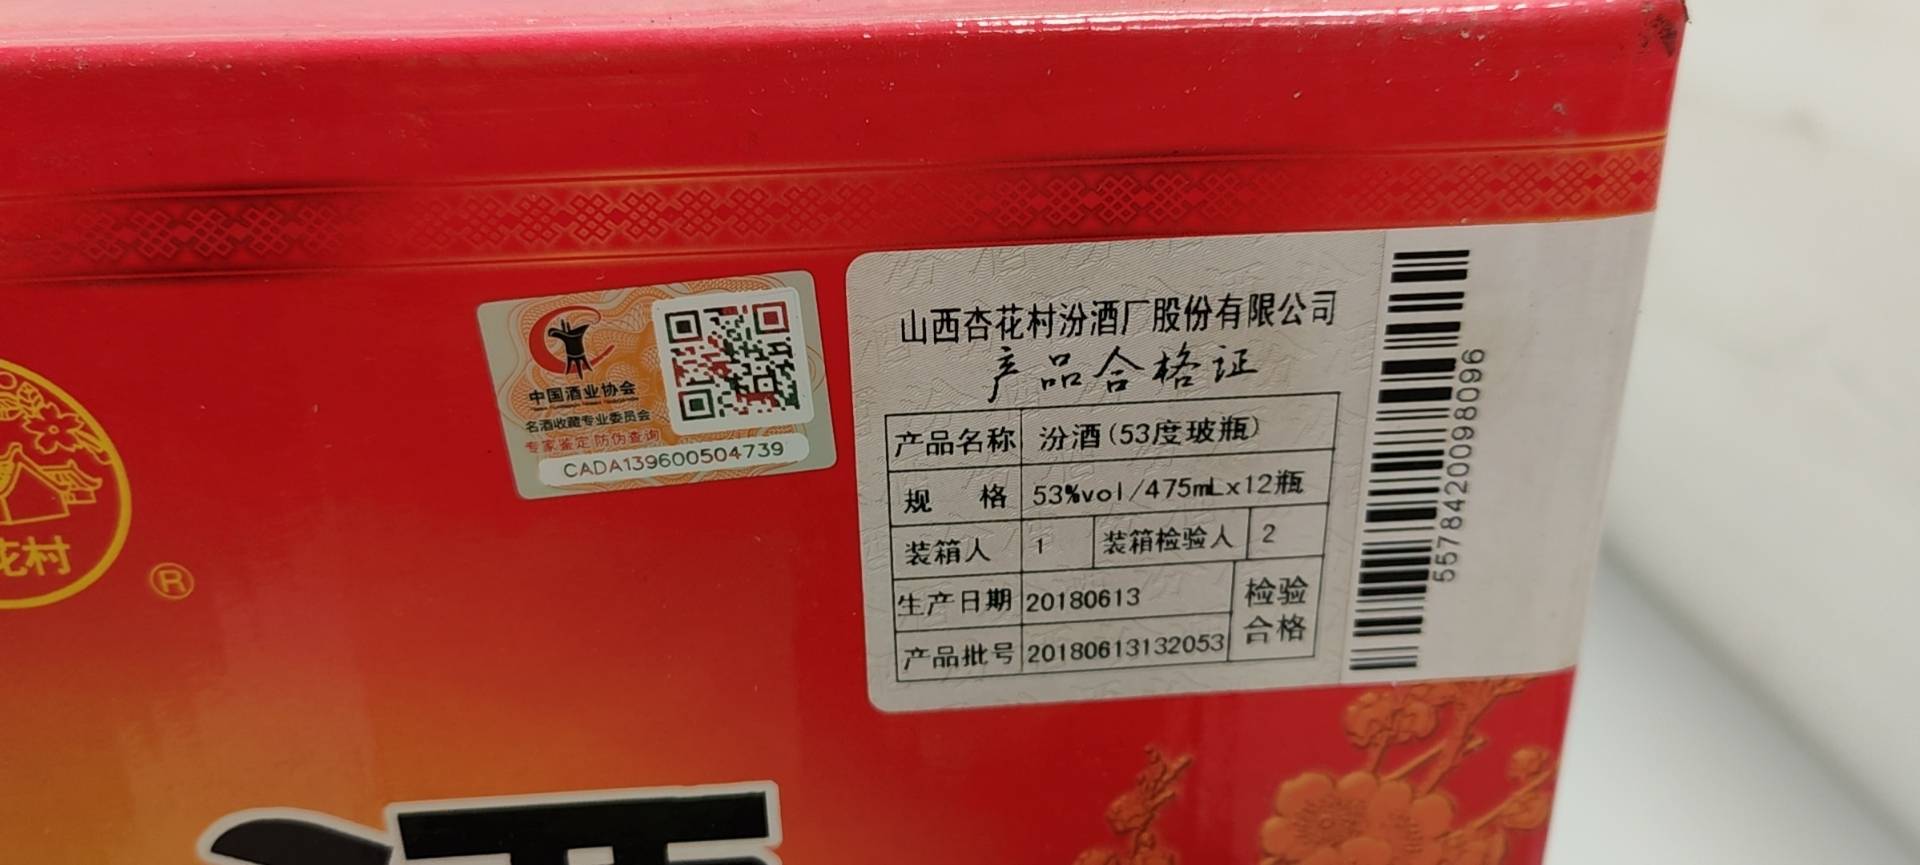 花村
®
中国酒业协会
名酒收藏专业委员会
专家鉴定防伪查询
CADA139600504739
山西杏花村汾酒厂股份有限公司
产品合格证
产品名称 汾酒(53度玻瓶)
规 格 53%vol/475mLx12瓶
装箱人 1 装箱检验人 2
生产日期 20180613 检验
产品批号 20180613132053 合格
5578420098096
酒